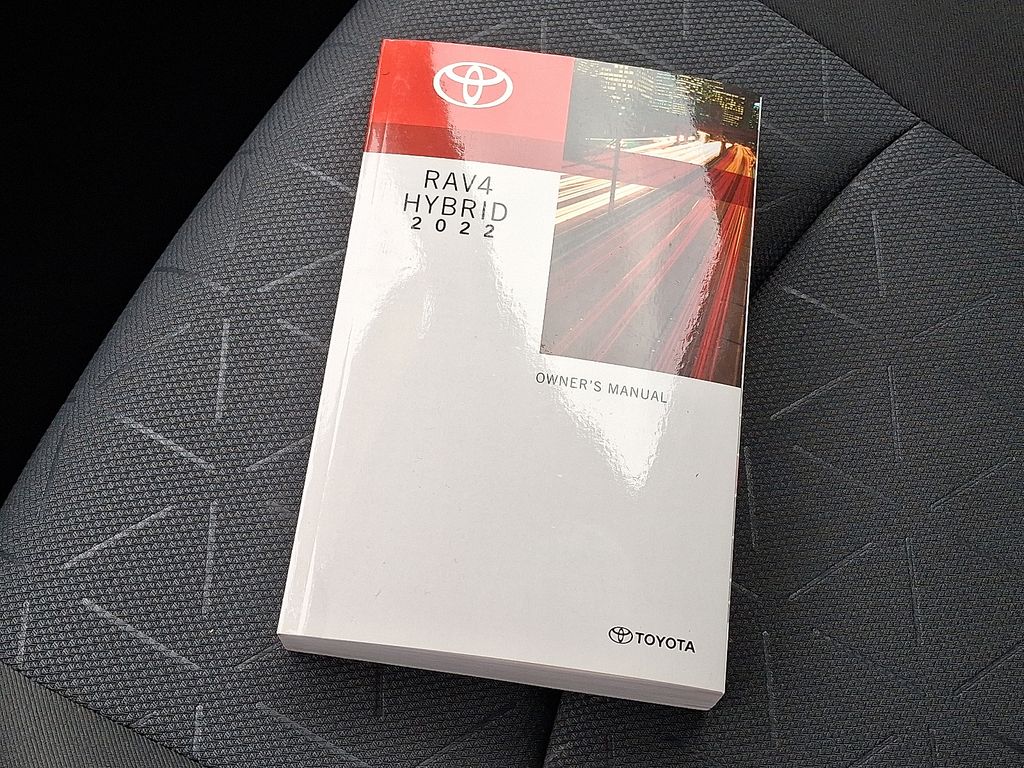 RAV4
HYBRID
2022
OWNER'S MANUAL
TOYOTA